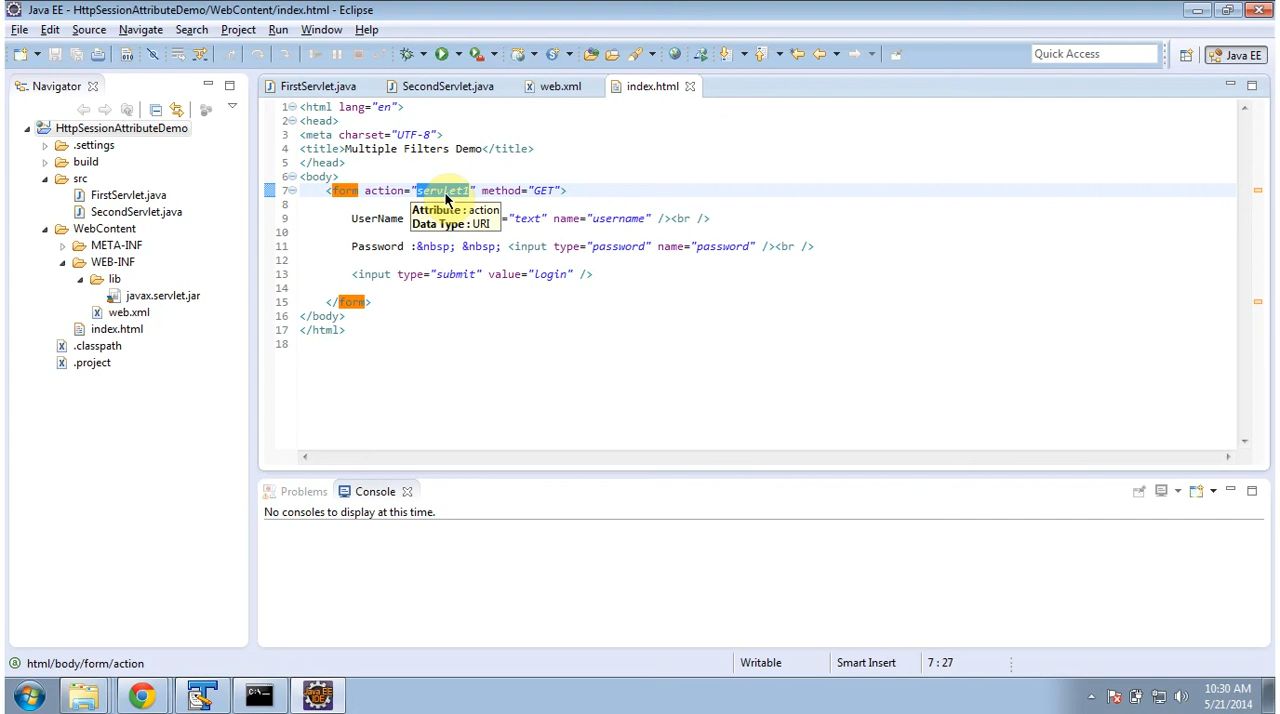 Java EE - HttpSessionAttributeDemo/WebContent/index.html - Eclipse
File Edit Source Navigate Search Project Run Window Help
Quick Access
Java EE
Navigator
FirstServlet.java SecondServlet.java web.xml index.html
HttpSessionAttributeDemo
.settings
build
src
FirstServlet.java
SecondServlet.java
WebContent
META-INF
WEB-INF
lib
javax.servlet.jar
web.xml
index.html
.classpath
.project
1 <html lang="en">
2 <head>
3 <meta charset="UTF-8">
4 <title>Multiple Filters Demo</title>
5 </head>
6 <body>
7 <form action="servlet1" method="GET">
8
9 UserName ="text" name="username" /><br />
10
11 Password :&nbsp; &nbsp; <input type="password" name="password" /><br />
12
13 <input type="submit" value="login" />
14
15 </form>
16 </body>
17 </html>
18
Attribute : action
Data Type : URI
Problems Console
No consoles to display at this time.
html/body/form/action
Writable
Smart Insert
7 : 27
Java EE
IDE
10:30 AM
5/21/2014